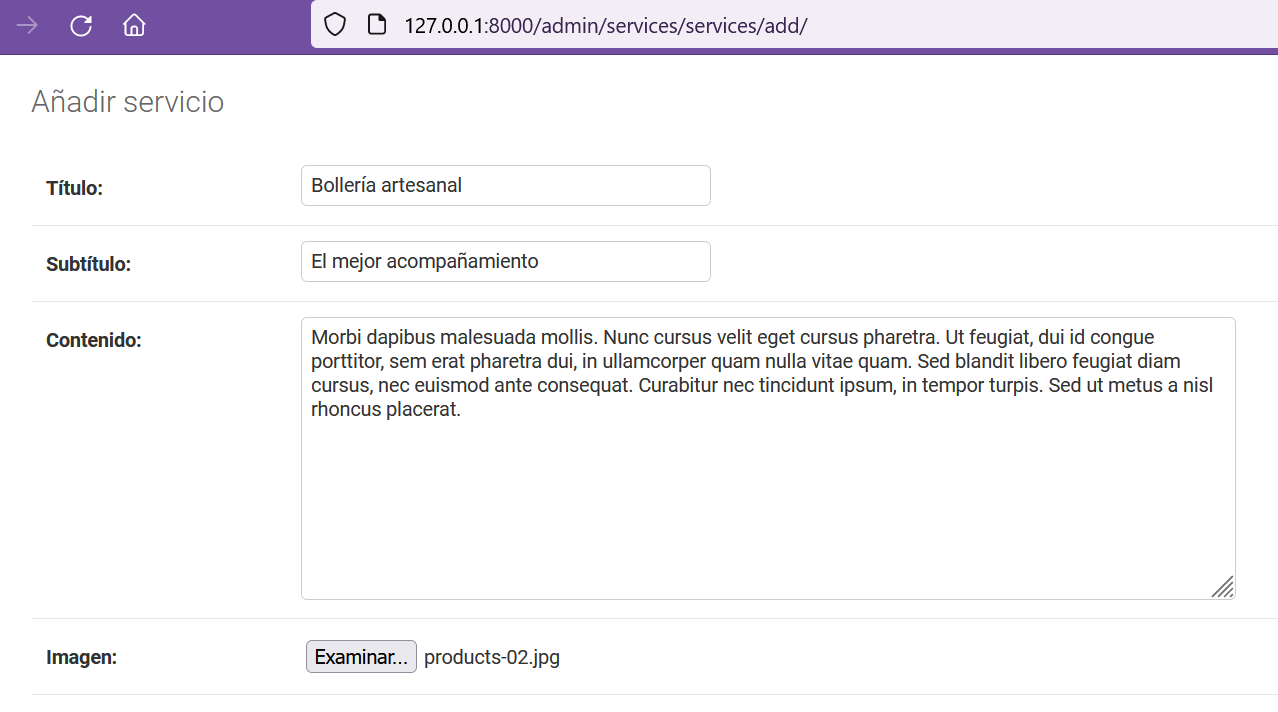 127.0.0.1:8000/admin/services/services/add/
Añadir servicio
Título:
Bollería artesanal
Subtítulo:
El mejor acompañamiento
Contenido:
Morbi dapibus malesuada mollis. Nunc cursus velit eget cursus pharetra. Ut feugiat, dui id congue
porttitor, sem erat pharetra dui, in ullamcorper quam nulla vitae quam. Sed blandit libero feugiat diam
cursus, nec euismod ante consequat. Curabitur nec tincidunt ipsum, in tempor turpis. Sed ut metus a nisl
rhoncus placerat.
Imagen:
Examinar... products-02.jpg